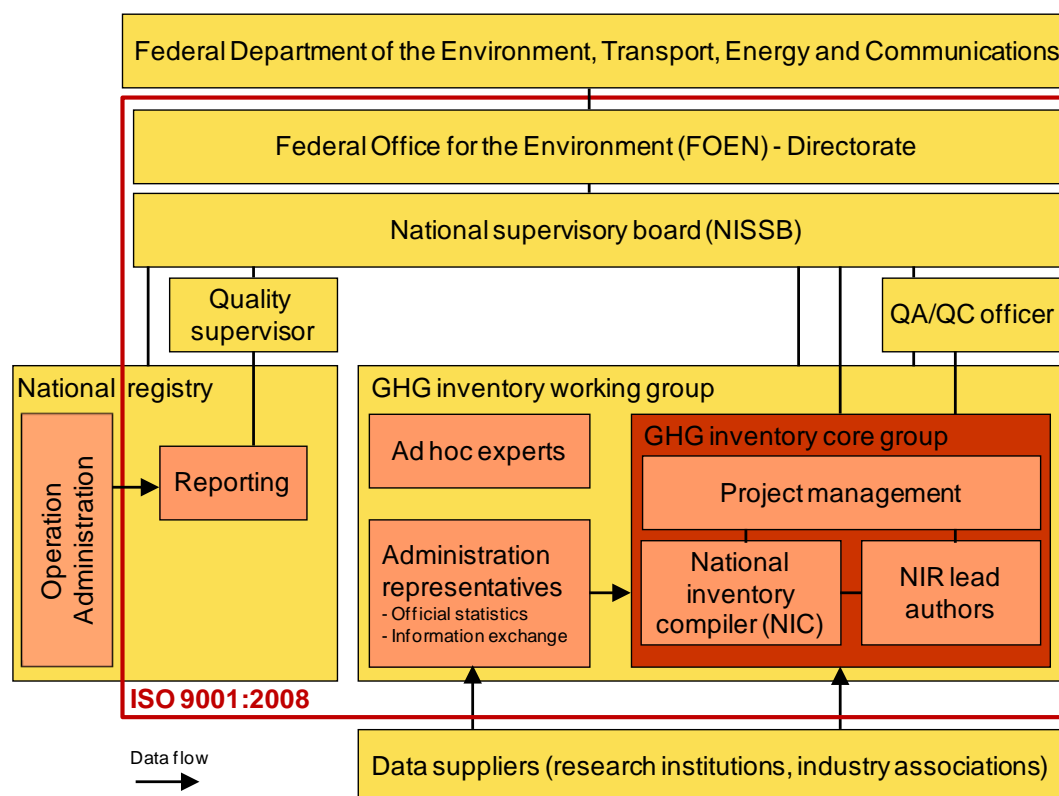 Federal Department of the Environment, Transport, Energy and Communications
Federal Office for the Environment (FOEN) - Directorate
National supervisory board (NISSB)
Quality
supervisor
QA/QC officer
National registry
Operation
Administration
Reporting
GHG inventory working group
Ad hoc experts
Administration
representatives
- Official statistics
- Information exchange
GHG inventory core group
Project management
National
inventory
compiler (NIC)
NIR lead
authors
ISO 9001:2008
Data flow
Data suppliers (research institutions, industry associations)